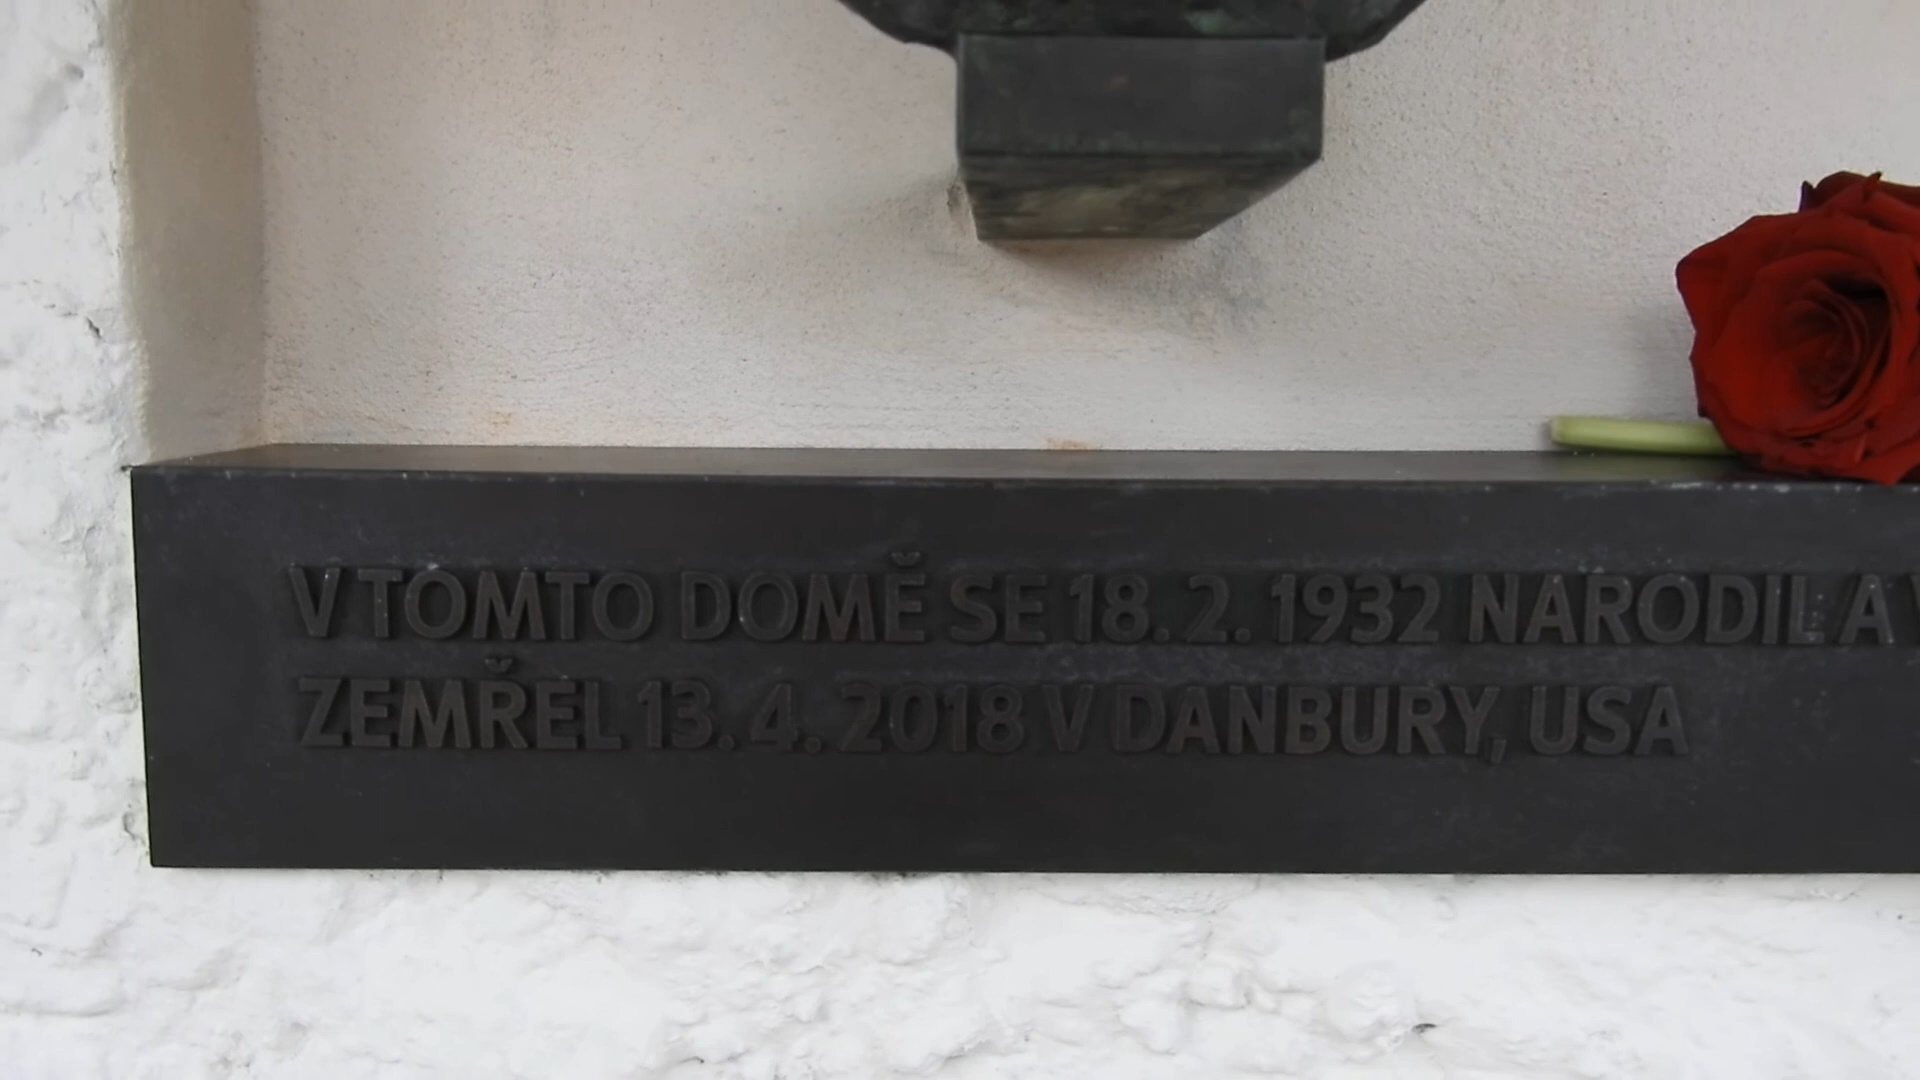 V TOMTO DOMĚ SE 18. 2. 1932 NARODIL A
ZEMŘEL 13. 4. 2018 V DANBURY, USA